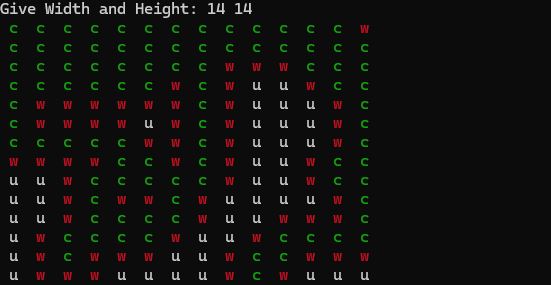 Give Width and Height: 14 14
c c c c c c c c c c c c c w
c c c c c c c c c c c c c c
c c c c c c c c w w w c c c
c c c c c c w c w u u w c c
c w w w w w w c w u u u w c
c w w w w u w c w u u u w c
c c c c c w w c w u u u w c
w w w w c c w c w u u w c c
u u w c c c c c w u u w c c
u u w c w w c w u u u u w c
u u w c c c c w u u w w w c
u w c c c c w u u w c c c c
u w c w w w u u w c c w w w
u w w w u u u u w c w u u u